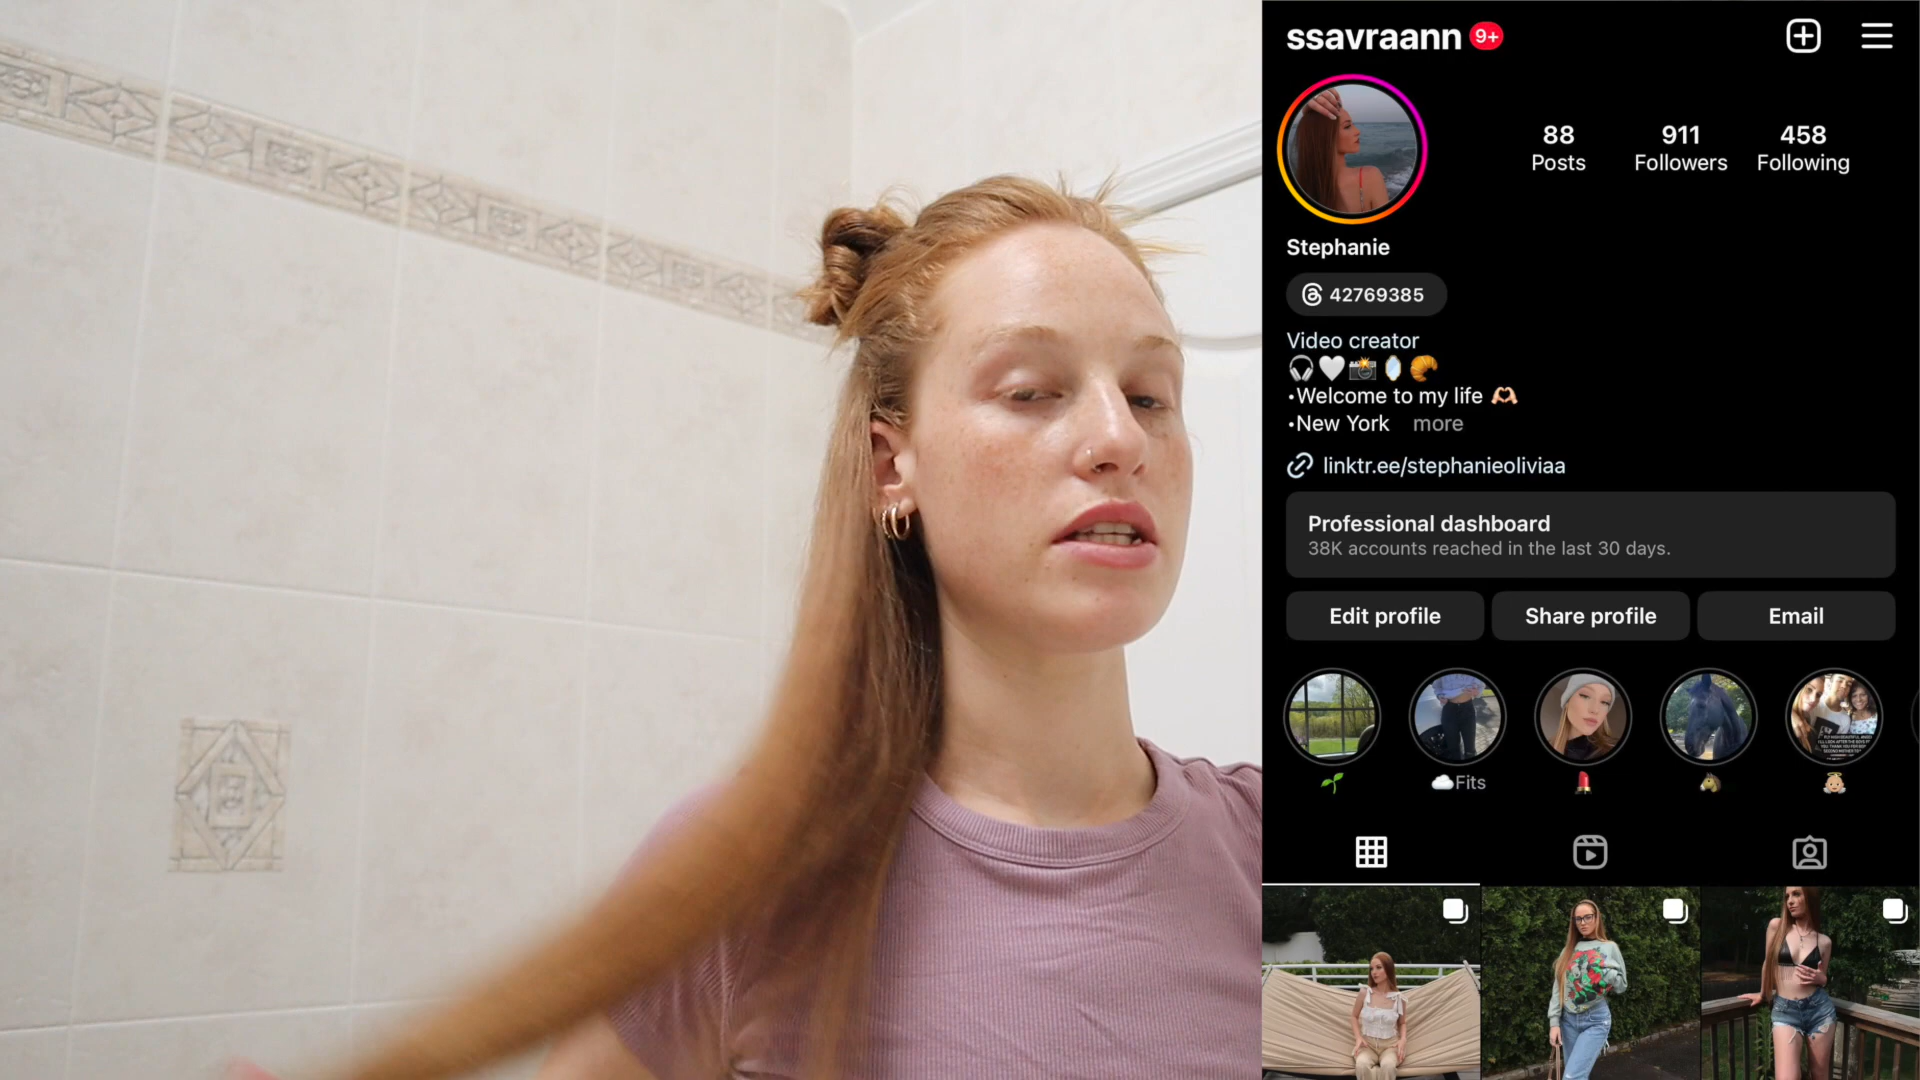 ssavraann 9+
88 911 458
Posts Followers Following
Stephanie
42769385
Video creator
🎧🤍📸🪞🥐
•Welcome to my life 🫶🏼
•New York more
linktr.ee/stephanieoliviaa
Professional dashboard
38K accounts reached in the last 30 days.
Edit profile Share profile Email
🌱 ☁️Fits 💄 🐴 👼🏼